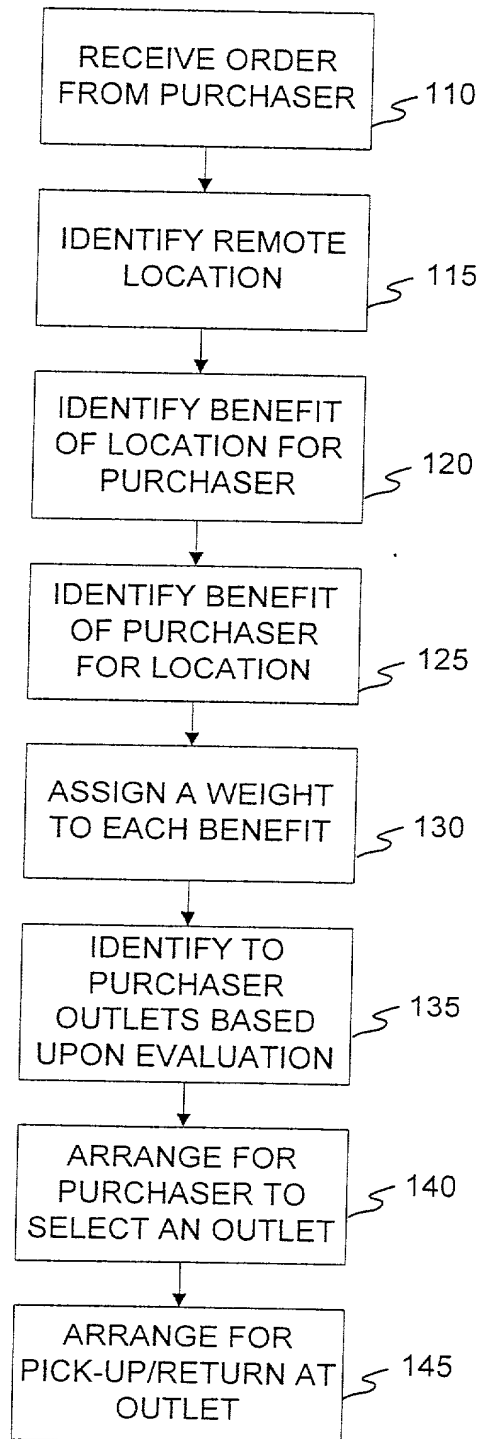 RECEIVE ORDER
FROM PURCHASER
110
IDENTIFY REMOTE
LOCATION
115
IDENTIFY BENEFIT
OF LOCATION FOR
PURCHASER
120
IDENTIFY BENEFIT
OF PURCHASER
FOR LOCATION
125
ASSIGN A WEIGHT
TO EACH BENEFIT
130
IDENTIFY TO
PURCHASER
OUTLETS BASED
UPON EVALUATION
135
ARRANGE FOR
PURCHASER TO
SELECT AN OUTLET
140
ARRANGE FOR
PICK-UP/RETURN AT
OUTLET
145